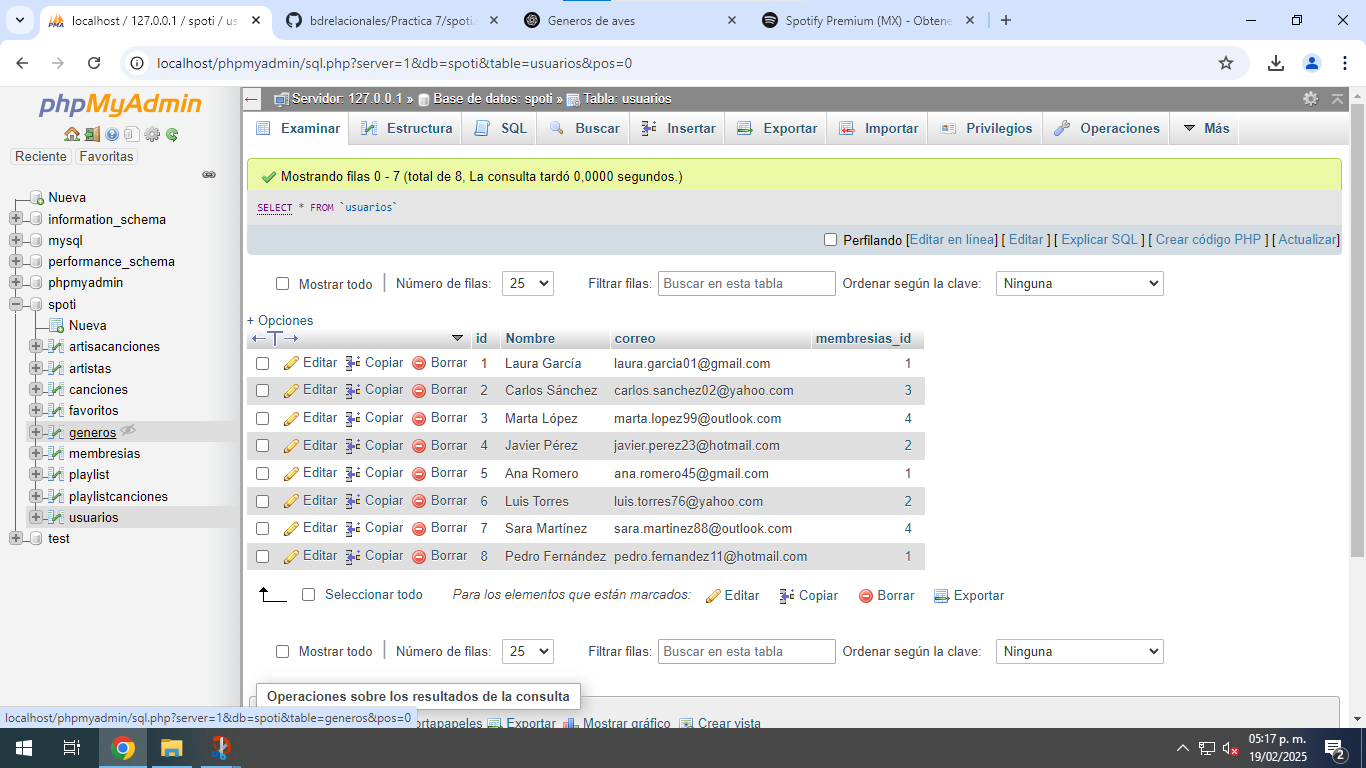 localhost / 127.0.0.1 / spoti / us
bdrelacionales/Practica 7/spoti.
Generos de aves
Spotify Premium (MX) - Obtene
localhost/phpmyadmin/sql.php?server=1&db=spoti&table=usuarios&pos=0
phpMyAdmin
Reciente Favoritas
Nueva
information_schema
mysql
performance_schema
phpmyadmin
spoti
Nueva
artisacanciones
artistas
canciones
favoritos
generos
membresias
playlist
playlistcanciones
usuarios
test
Servidor: 127.0.0.1 » Base de datos: spoti » Tabla: usuarios
Examinar Estructura SQL Buscar Insertar Exportar Importar Privilegios Operaciones Más
Mostrando filas 0 - 7 (total de 8, La consulta tardó 0,0000 segundos.)
SELECT * FROM `usuarios`
Perfilando [Editar en línea] [ Editar ] [ Explicar SQL ] [ Crear código PHP ] [ Actualizar]
Mostrar todo Número de filas: 25 Filtrar filas: Buscar en esta tabla Ordenar según la clave: Ninguna
+ Opciones
id Nombre correo membresias_id
Editar Copiar Borrar 1 Laura García laura.garcia01@gmail.com 1
Editar Copiar Borrar 2 Carlos Sánchez carlos.sanchez02@yahoo.com 3
Editar Copiar Borrar 3 Marta López marta.lopez99@outlook.com 4
Editar Copiar Borrar 4 Javier Pérez javier.perez23@hotmail.com 2
Editar Copiar Borrar 5 Ana Romero ana.romero45@gmail.com 1
Editar Copiar Borrar 6 Luis Torres luis.torres76@yahoo.com 2
Editar Copiar Borrar 7 Sara Martínez sara.martinez88@outlook.com 4
Editar Copiar Borrar 8 Pedro Fernández pedro.fernandez11@hotmail.com 1
Seleccionar todo Para los elementos que están marcados: Editar Copiar Borrar Exportar
Mostrar todo Número de filas: 25 Filtrar filas: Buscar en esta tabla Ordenar según la clave: Ninguna
Operaciones sobre los resultados de la consulta
rtapapeles Exportar Mostrar gráfico Crear vista
localhost/phpmyadmin/sql.php?server=1&db=spoti&table=generos&pos=0
05:17 p. m.
19/02/2025
2